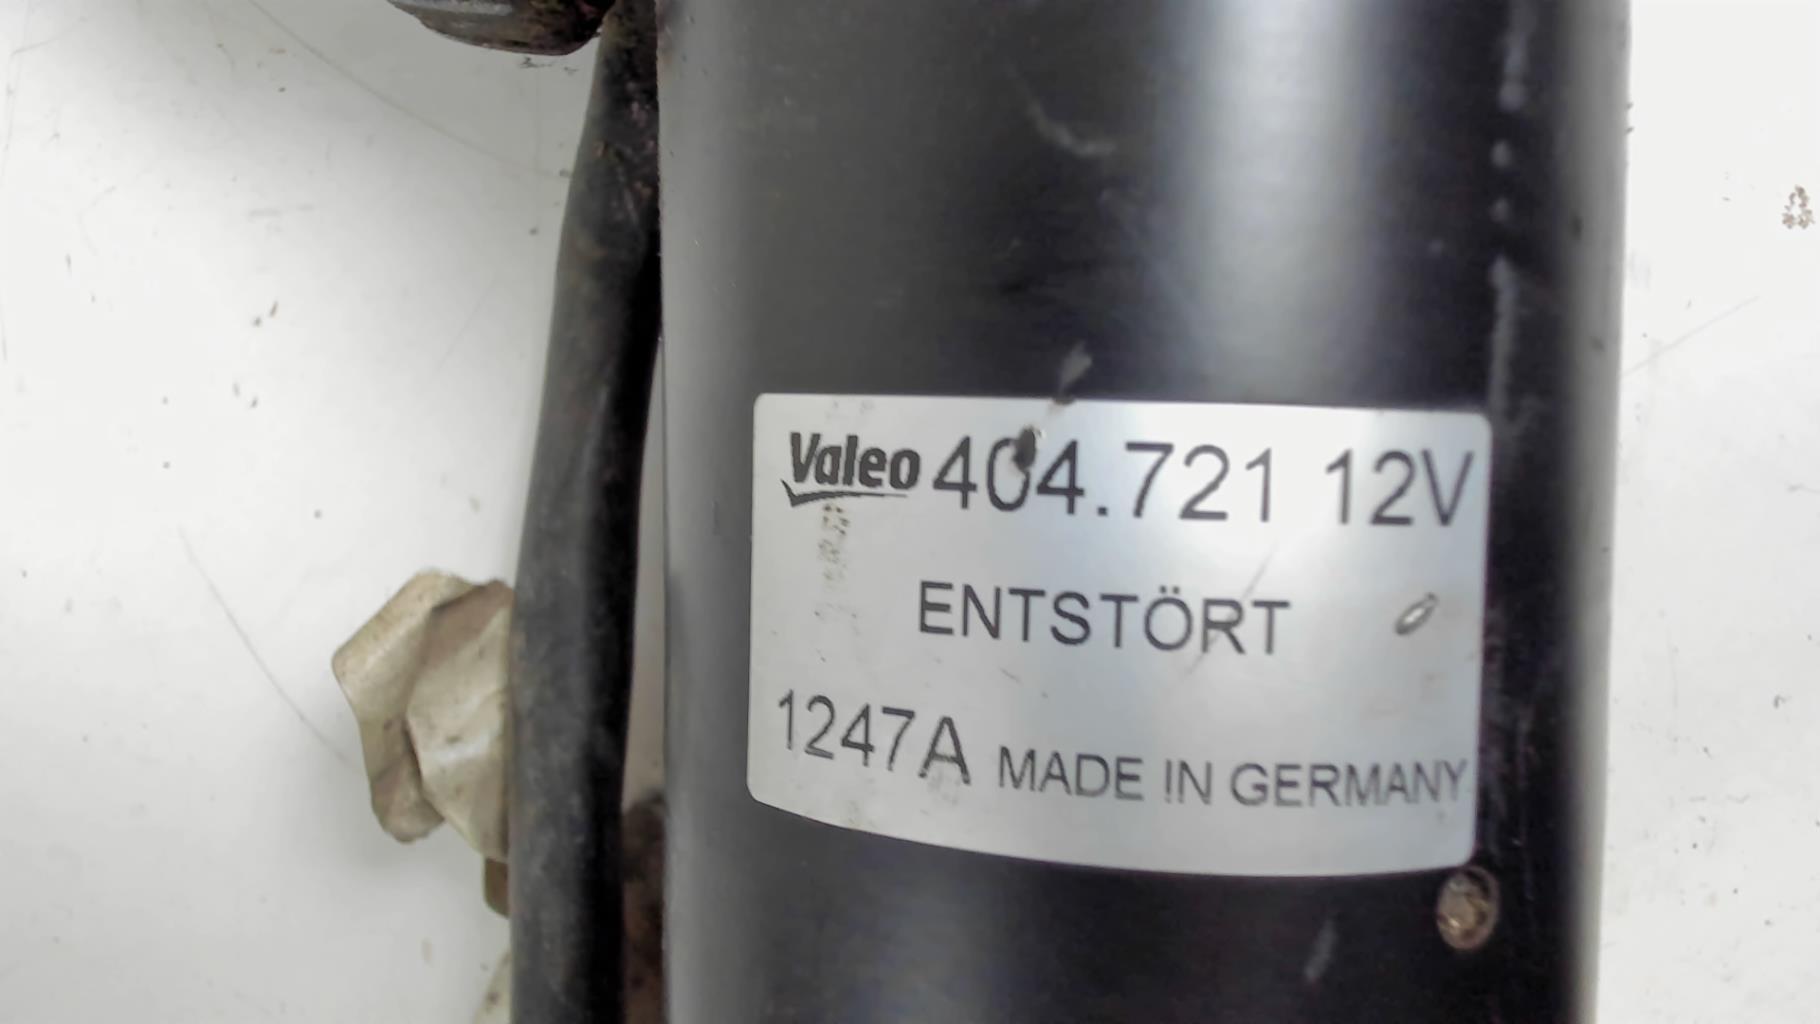 Valeo 404.721 12V
ENTSTÖRT
1247A MADE IN GERMANY